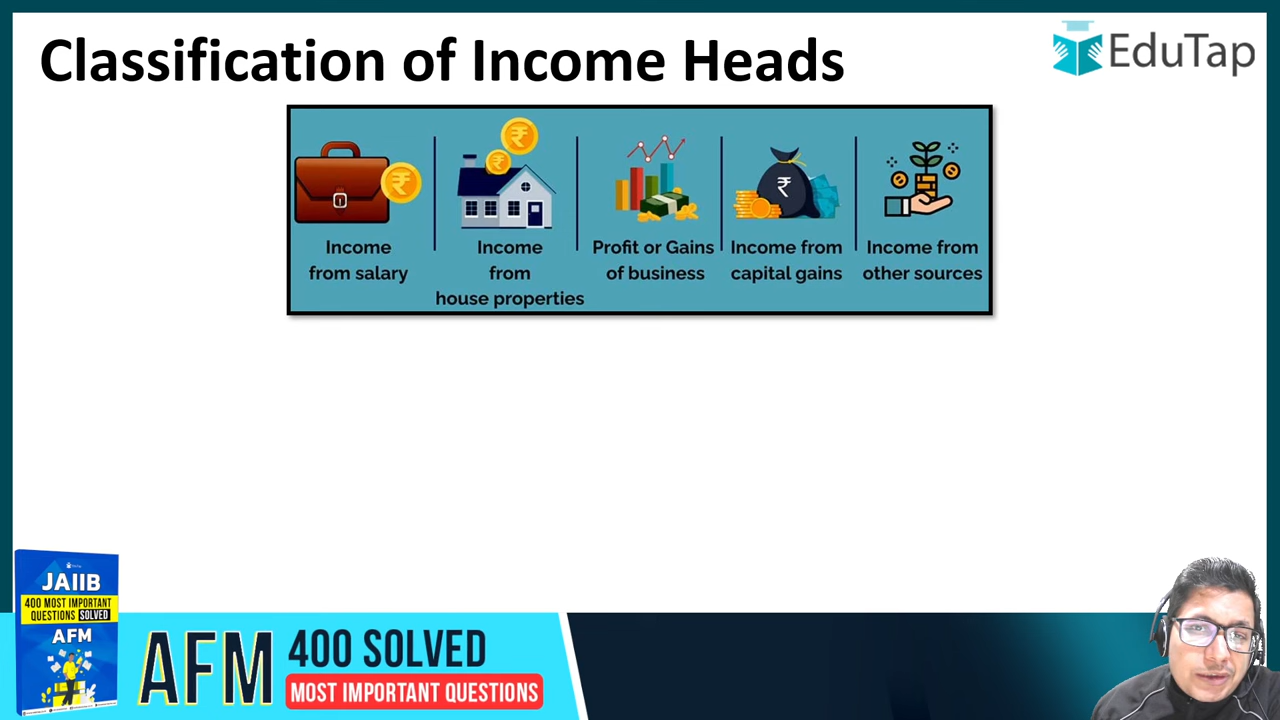 Classification of Income Heads
EduTap
Income
from salary
Income
from
house properties
Profit or Gains
of business
Income from
capital gains
Income from
other sources
JAIIB
400 MOST IMPORTANT
QUESTIONS SOLVED
AFM
AFM
400 SOLVED
MOST IMPORTANT QUESTIONS